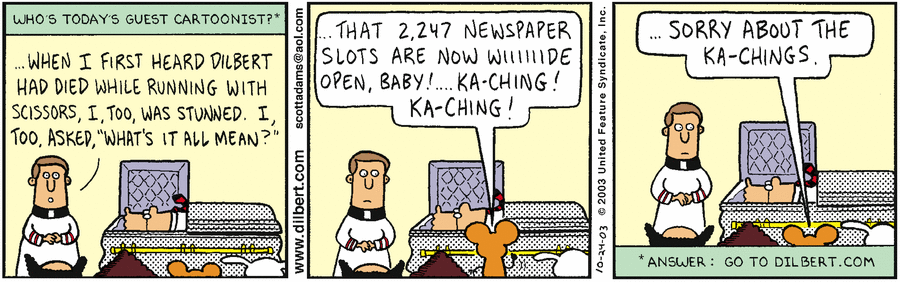 WHO'S TODAY'S GUEST CARTOONIST?*
...WHEN I FIRST HEARD DILBERT
HAD DIED WHILE RUNNING WITH
SCISSORS, I, TOO, WAS STUNNED. I,
TOO, ASKED, "WHAT'S IT ALL MEAN?"
www.dilbert.com
scottadams@aol.com
...THAT 2,247 NEWSPAPER
SLOTS ARE NOW WIIIIIIDE
OPEN, BABY!....KA-CHING!
KA-CHING!
10-24-03 © 2003 United Feature Syndicate, Inc.
... SORRY ABOUT THE
KA-CHINGS.
*ANSWER: GO TO DILBERT.COM